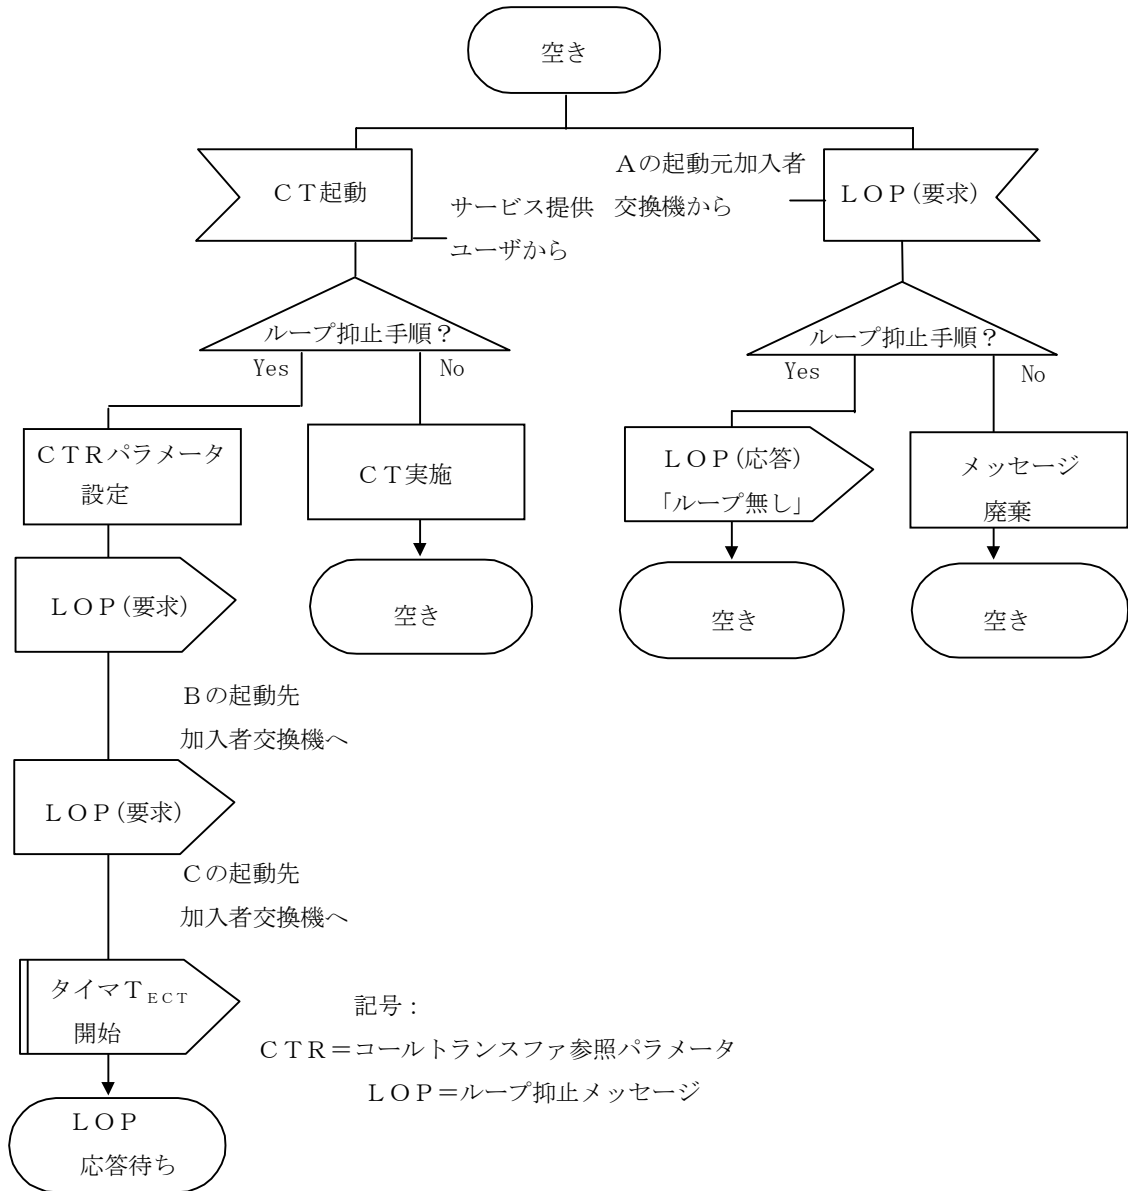 空き
CT起動
サービス提供
ユーザから
Aの起動元加入者
交換機から
LOP(要求)
ループ抑止手順?
Yes
No
ループ抑止手順?
Yes
No
CTRパラメータ
設定
CT実施
LOP(応答)
「ループ無し」
メッセージ
廃棄
LOP(要求)
空き
空き
空き
Bの起動先
加入者交換機へ
LOP(要求)
Cの起動先
加入者交換機へ
タイマTECT
開始
記号:
CTR=コールトランスファ参照パラメータ
LOP=ループ抑止メッセージ
LOP
応答待ち